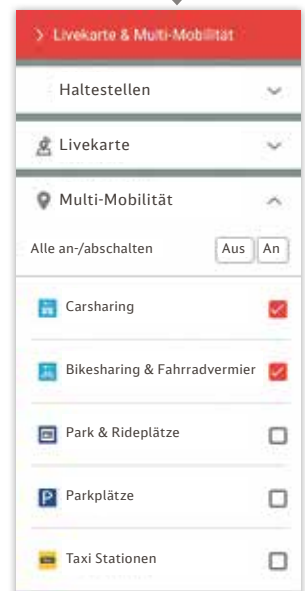 > Livekarte & Multi-Mobilität
Haltestellen
Livekarte
Multi-Mobilität
Alle an-/abschalten Aus An
Carsharing
Bikesharing & Fahrradvermier
Park & Rideplätze
P Parkplätze
Taxi Stationen